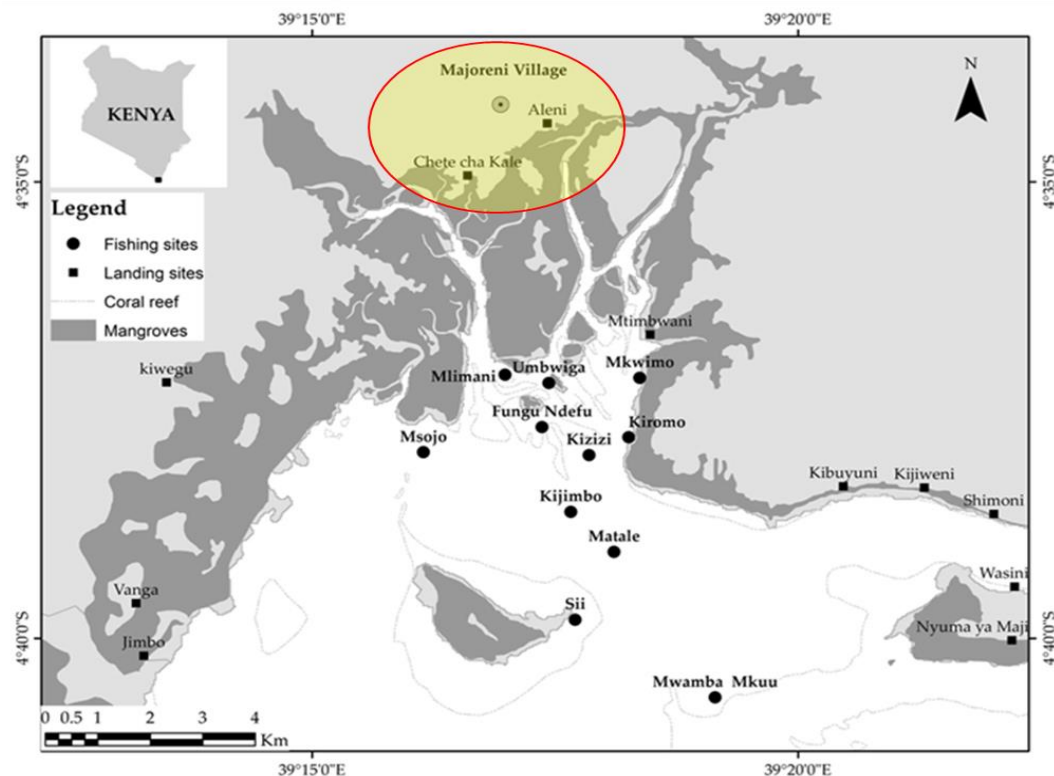 39°15'0"E
39°20'0"E
KENYA
Majoreni Village
Aleni
Chete cha Kale
N
4°35'0"S
4°35'0"S
Legend
Fishing sites
Landing sites
Coral reef
Mangroves
Mtimbwani
kiwegu
Mlimani
Umbwiga
Mkwimo
Fungu Ndefu
Kiromo
Msojo
Kizizi
Kibuyuni
Kijiweni
Shimoni
Kijimbo
Matale
Wasini
Vanga
Sii
Nyuma ya Maji
Jimbo
4°40'0"S
4°40'0"S
Mwamba Mkuu
0 0.5 1 2 3 4
Km
39°15'0"E
39°20'0"E